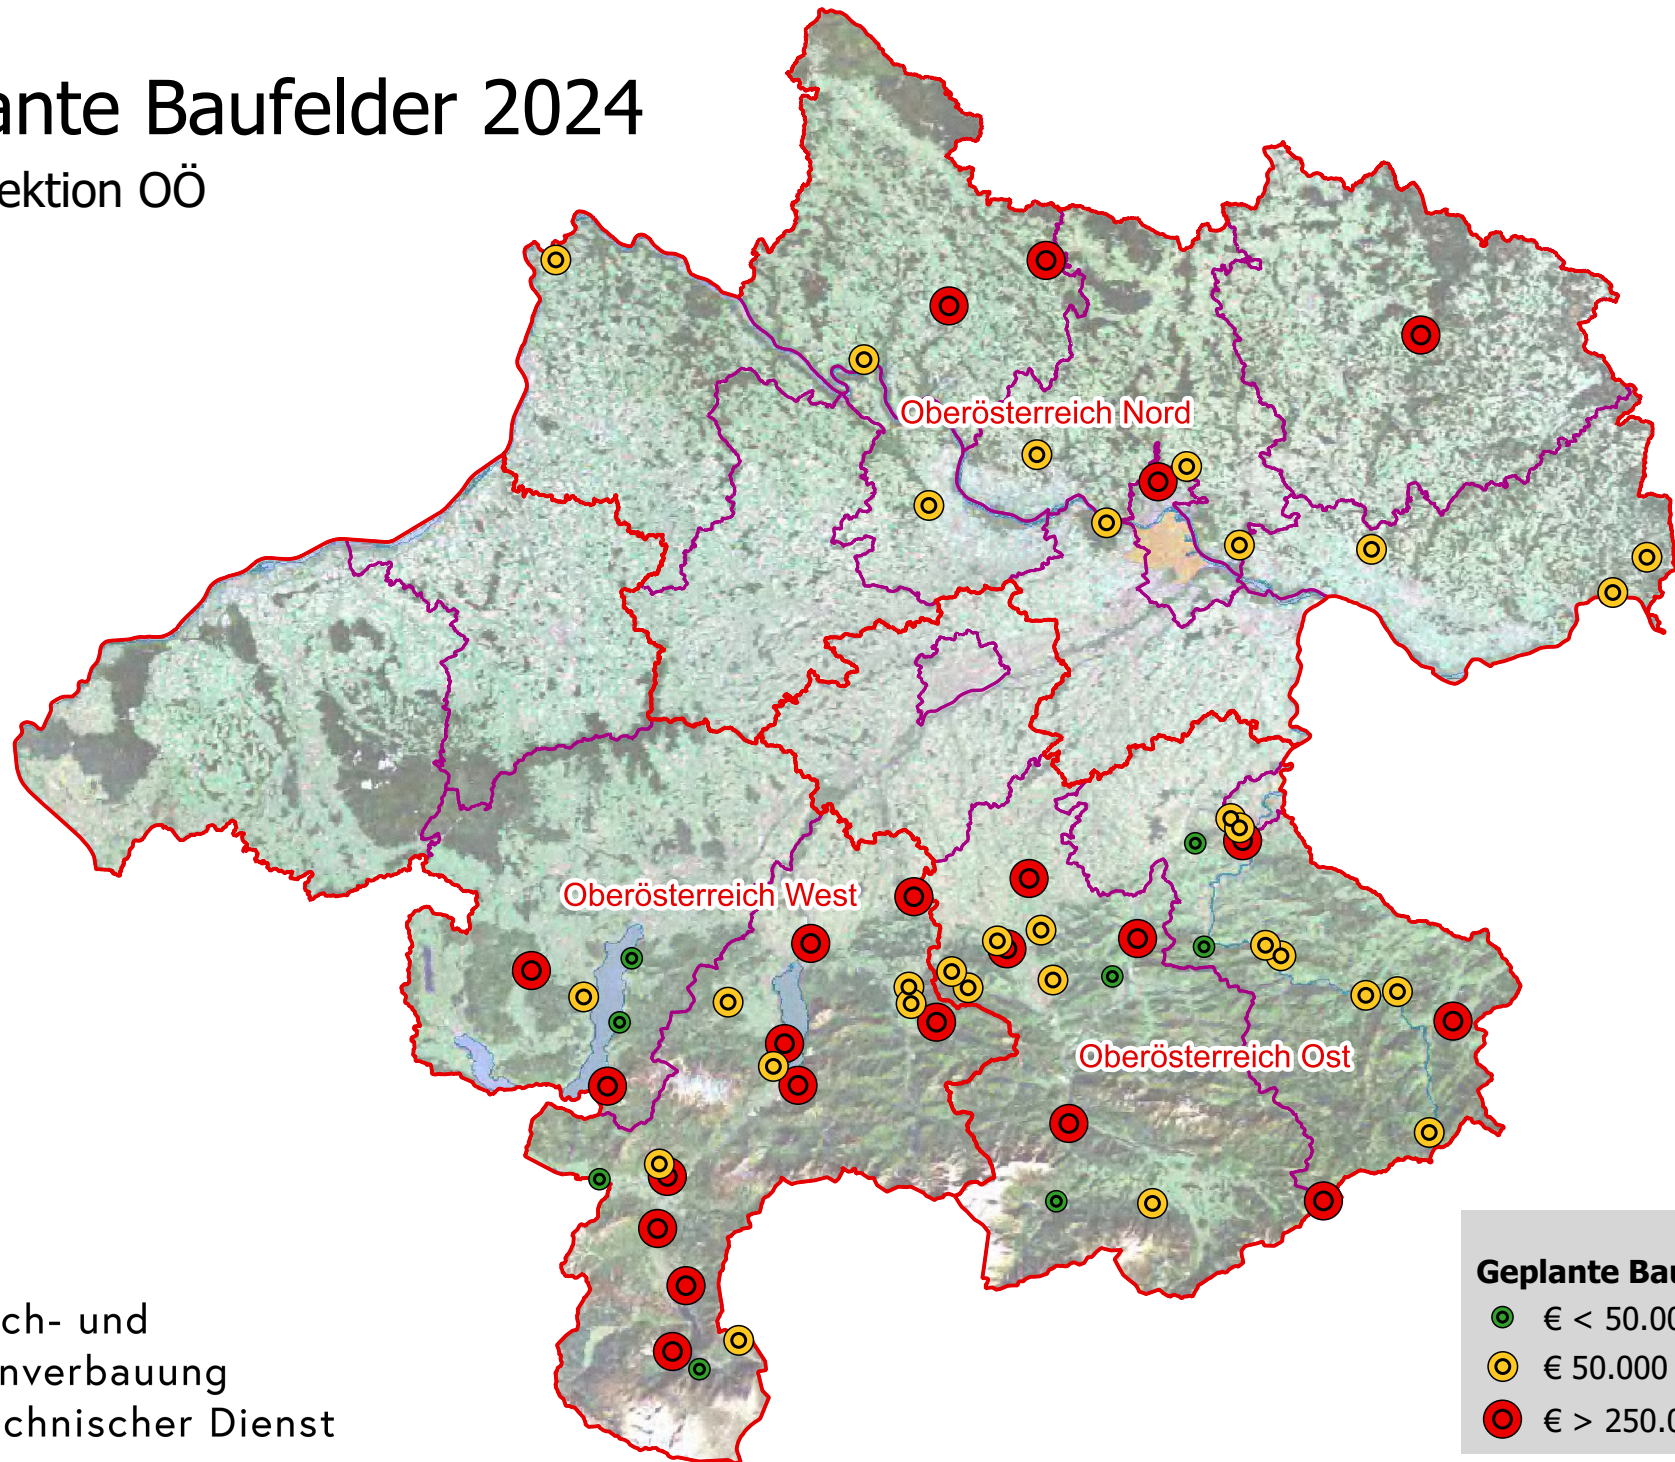 ante Baufelder 2024
ektion OÖ
Oberösterreich Nord
Oberösterreich West
Oberösterreich Ost
ch- und
nverbauung
chnischer Dienst
Geplante Bau
€ < 50.00
€ 50.000
€ > 250.0